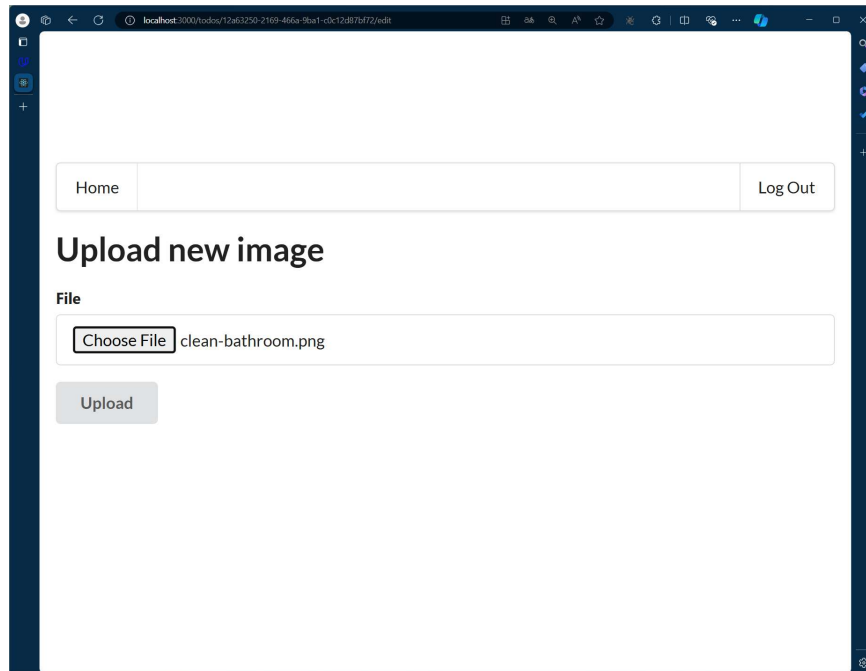 localhost:3000/todos/12a63250-2169-466a-9ba1-c0c12d87bf72/edit
Home
Log Out
Upload new image
File
Choose File clean-bathroom.png
Upload